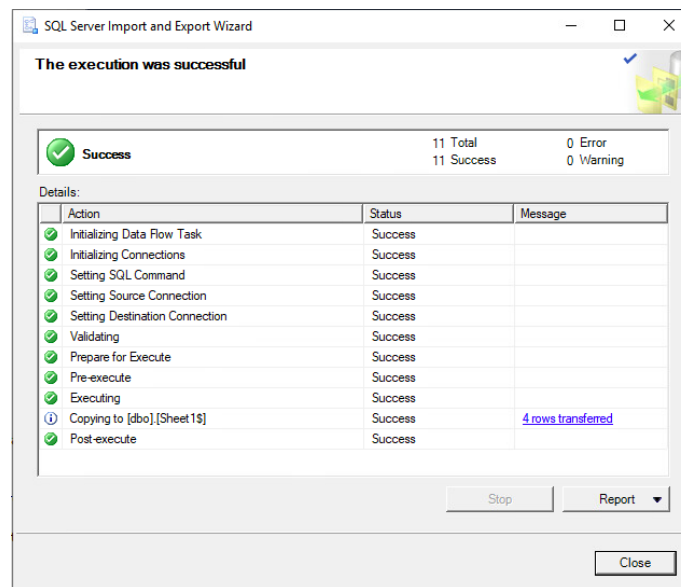 SQL Server Import and Export Wizard
The execution was successful
Success
11 Total 0 Error
11 Success 0 Warning
Details:
Action Status Message
Initializing Data Flow Task Success
Initializing Connections Success
Setting SQL Command Success
Setting Source Connection Success
Setting Destination Connection Success
Validating Success
Prepare for Execute Success
Pre-execute Success
Executing Success
Copying to [dbo].[Sheet1$] Success 4 rows transferred
Post-execute Success
Stop Report
Close